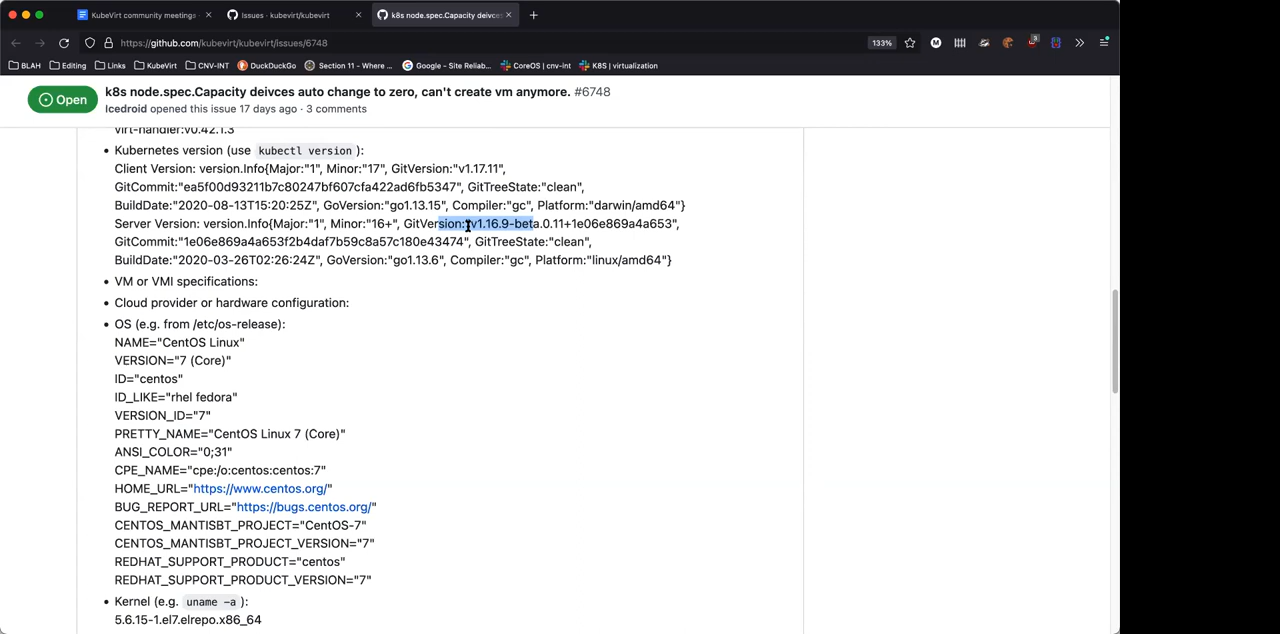 KubeVirt community meetings -
Issues · kubevirt/kubevirt
k8s node.spec.Capacity deivces
https://github.com/kubevirt/kubevirt/issues/6748
133%
BLAH
Editing
Links
KubeVirt
CNV-INT
DuckDuckGo
Section 11 – Where ...
Google - Site Reliab...
CoreOS | cnv-int
K8S | virtualization
Open
k8s node.spec.Capacity deivces auto change to zero, can't create vm anymore. #6748
Icedroid opened this issue 17 days ago · 3 comments
virt-handler:v0.42.1.3
• Kubernetes version (use kubectl version ):
Client Version: version.Info{Major:"1", Minor:"17", GitVersion:"v1.17.11",
GitCommit:"ea5f00d93211b7c80247bf607cfa422ad6fb5347", GitTreeState:"clean",
BuildDate:"2020-08-13T15:20:25Z", GoVersion:"go1.13.15", Compiler:"gc", Platform:"darwin/amd64"}
Server Version: version.Info{Major:"1", Minor:"16+", GitVersion:"v1.16.9-beta.0.11+1e06e869a4a653",
GitCommit:"1e06e869a4a653f2b4daf7b59c8a57c180e43474", GitTreeState:"clean",
BuildDate:"2020-03-26T02:26:24Z", GoVersion:"go1.13.6", Compiler:"gc", Platform:"linux/amd64"}
• VM or VMI specifications:
• Cloud provider or hardware configuration:
• OS (e.g. from /etc/os-release):
NAME="CentOS Linux"
VERSION="7 (Core)"
ID="centos"
ID_LIKE="rhel fedora"
VERSION_ID="7"
PRETTY_NAME="CentOS Linux 7 (Core)"
ANSI_COLOR="0;31"
CPE_NAME="cpe:/o:centos:centos:7"
HOME_URL="https://www.centos.org/"
BUG_REPORT_URL="https://bugs.centos.org/"
CENTOS_MANTISBT_PROJECT="CentOS-7"
CENTOS_MANTISBT_PROJECT_VERSION="7"
REDHAT_SUPPORT_PRODUCT="centos"
REDHAT_SUPPORT_PRODUCT_VERSION="7"
• Kernel (e.g. uname -a ):
5.6.15-1.el7.elrepo.x86_64